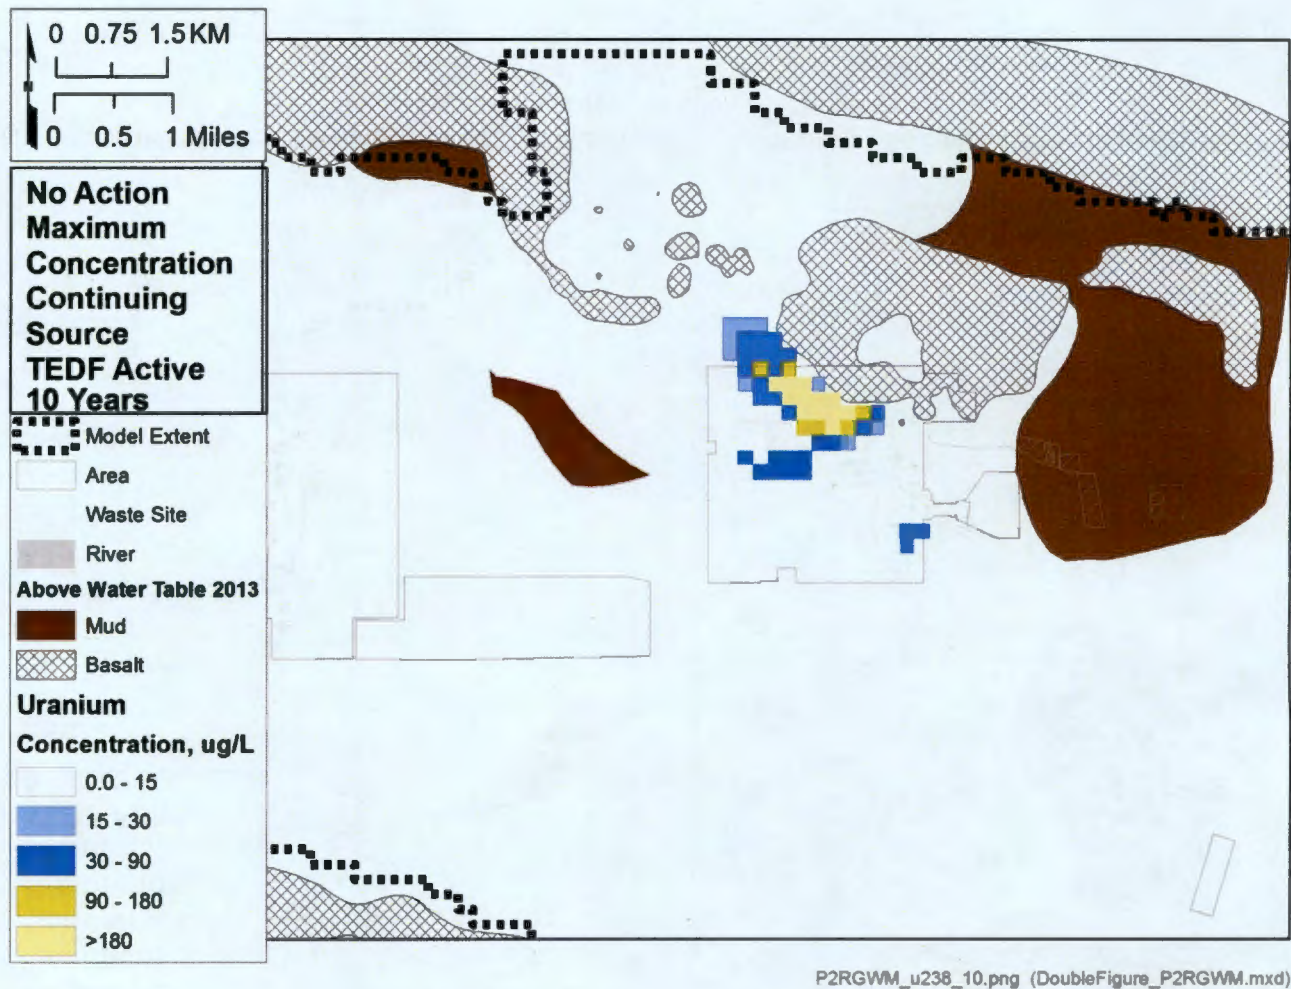 0 0.75 1.5 KM
0 0.5 1 Miles
No Action
Maximum
Concentration
Continuing
Source
TEDF Active
10 Years
Model Extent
Area
Waste Site
River
Above Water Table 2013
Mud
Basalt
Uranium
Concentration, ug/L
0.0 - 15
15 - 30
30 - 90
90 - 180
>180
P2RGWM_u238_10.png (DoubleFigure_P2RGWM.mxd)